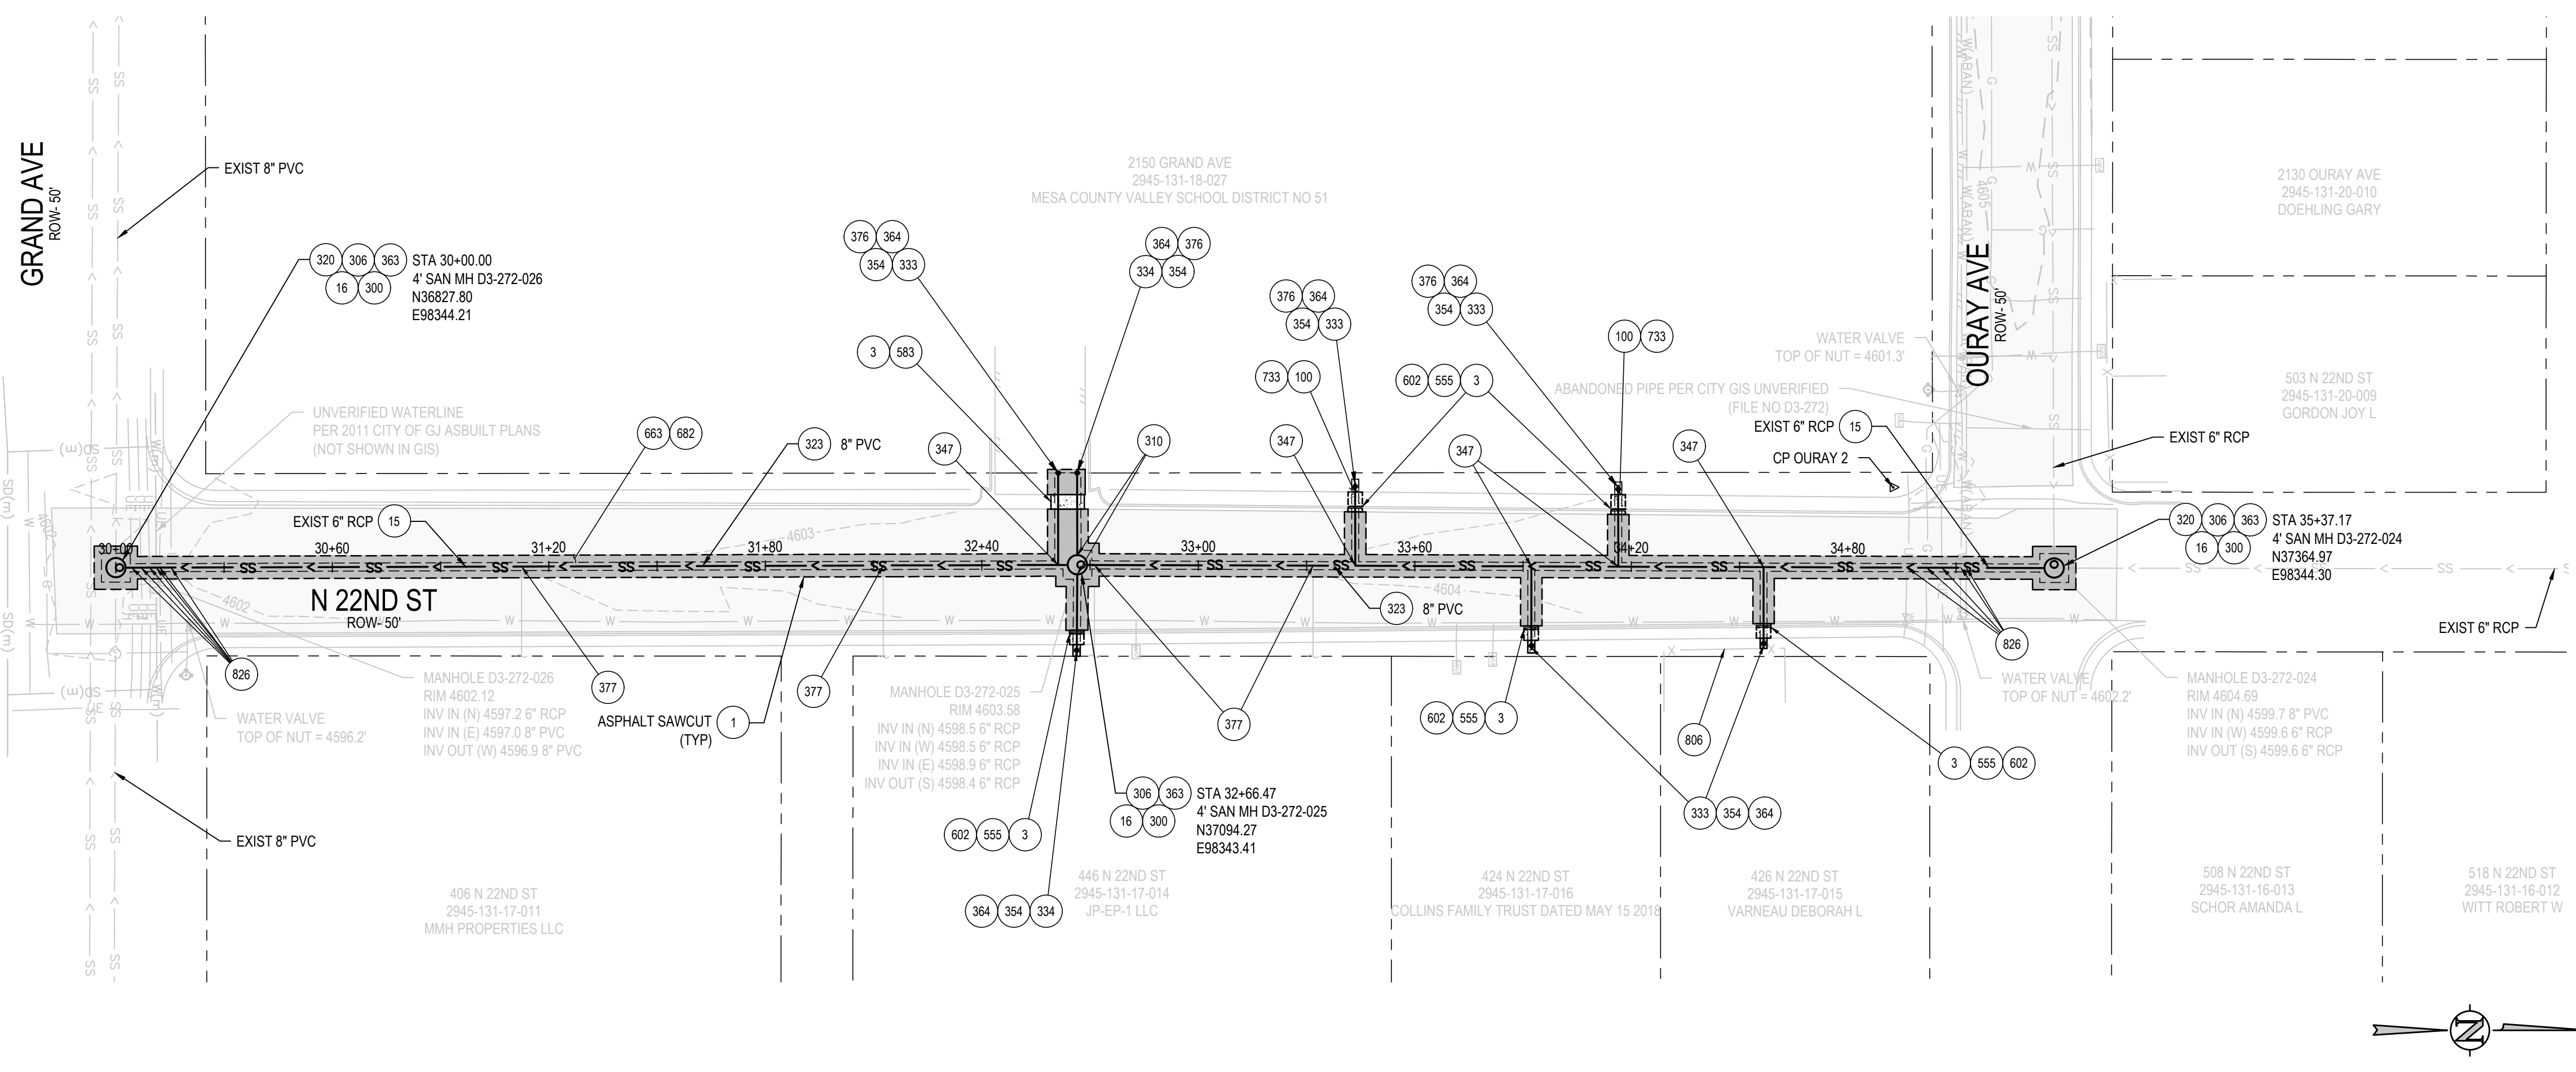 GRAND AVE
ROW- 50'
EXIST 8" PVC
320 306 363 STA 30+00.00
16 300 4' SAN MH D3-272-026
N36827.80
E98344.21
UNVERIFIED WATERLINE
PER 2011 CITY OF GJ ASBUILT PLANS
(NOT SHOWN IN GIS)
663 682
323 8" PVC
EXIST 6" RCP 15
2150 GRAND AVE
2945-131-18-027
MESA COUNTY VALLEY SCHOOL DISTRICT NO 51
376 364
354 333
364 376
334 354
3 583
347
310
376 364
354 333
733 100
347
376 364
354 333
602 555 3
347
100 733
347
WATER VALVE
TOP OF NUT = 4601.3'
ABANDONED PIPE PER CITY GIS UNVERIFIED
(FILE NO D3-272)
EXIST 6" RCP 15
CP OURAY 2
OURAY AVE
ROW- 50'
4605
2130 OURAY AVE
2945-131-20-010
DOEHLING GARY
503 N 22ND ST
2945-131-20-009
GORDON JOY L
EXIST 6" RCP
320 306 363 STA 35+37.17
16 300 4' SAN MH D3-272-024
N37364.97
E98344.30
EXIST 6" RCP
30+00
30+60
31+20
31+80
32+40
33+00
33+60
34+20
34+80
4602
4603
4602
4604
N 22ND ST
ROW- 50'
323 8" PVC
826
377
377
377
826
WATER VALVE
TOP OF NUT = 4596.2'
MANHOLE D3-272-026
RIM 4602.12
INV IN (N) 4597.2 6" RCP
INV IN (E) 4597.0 8" PVC
INV OUT (W) 4596.9 8" PVC
ASPHALT SAWCUT 1
(TYP)
MANHOLE D3-272-025
RIM 4603.58
INV IN (N) 4598.5 6" RCP
INV IN (W) 4598.5 6" RCP
INV IN (E) 4598.9 6" RCP
INV OUT (S) 4598.4 6" RCP
306 363 STA 32+66.47
16 300 4' SAN MH D3-272-025
N37094.27
E98343.41
602 555 3
364 354 334
602 555 3
806
333 354 364
3 555 602
WATER VALVE
TOP OF NUT = 4602.2'
MANHOLE D3-272-024
RIM 4604.69
INV IN (N) 4599.7 8" PVC
INV IN (W) 4599.6 6" RCP
INV OUT (S) 4599.6 6" RCP
EXIST 8" PVC
406 N 22ND ST
2945-131-17-011
MMH PROPERTIES LLC
446 N 22ND ST
2945-131-17-014
JP-EP-1 LLC
424 N 22ND ST
2945-131-17-016
COLLINS FAMILY TRUST DATED MAY 15 2018
426 N 22ND ST
2945-131-17-015
VARNEAU DEBORAH L
508 N 22ND ST
2945-131-16-013
SCHOR AMANDA L
518 N 22ND ST
2945-131-16-012
WITT ROBERT W
N